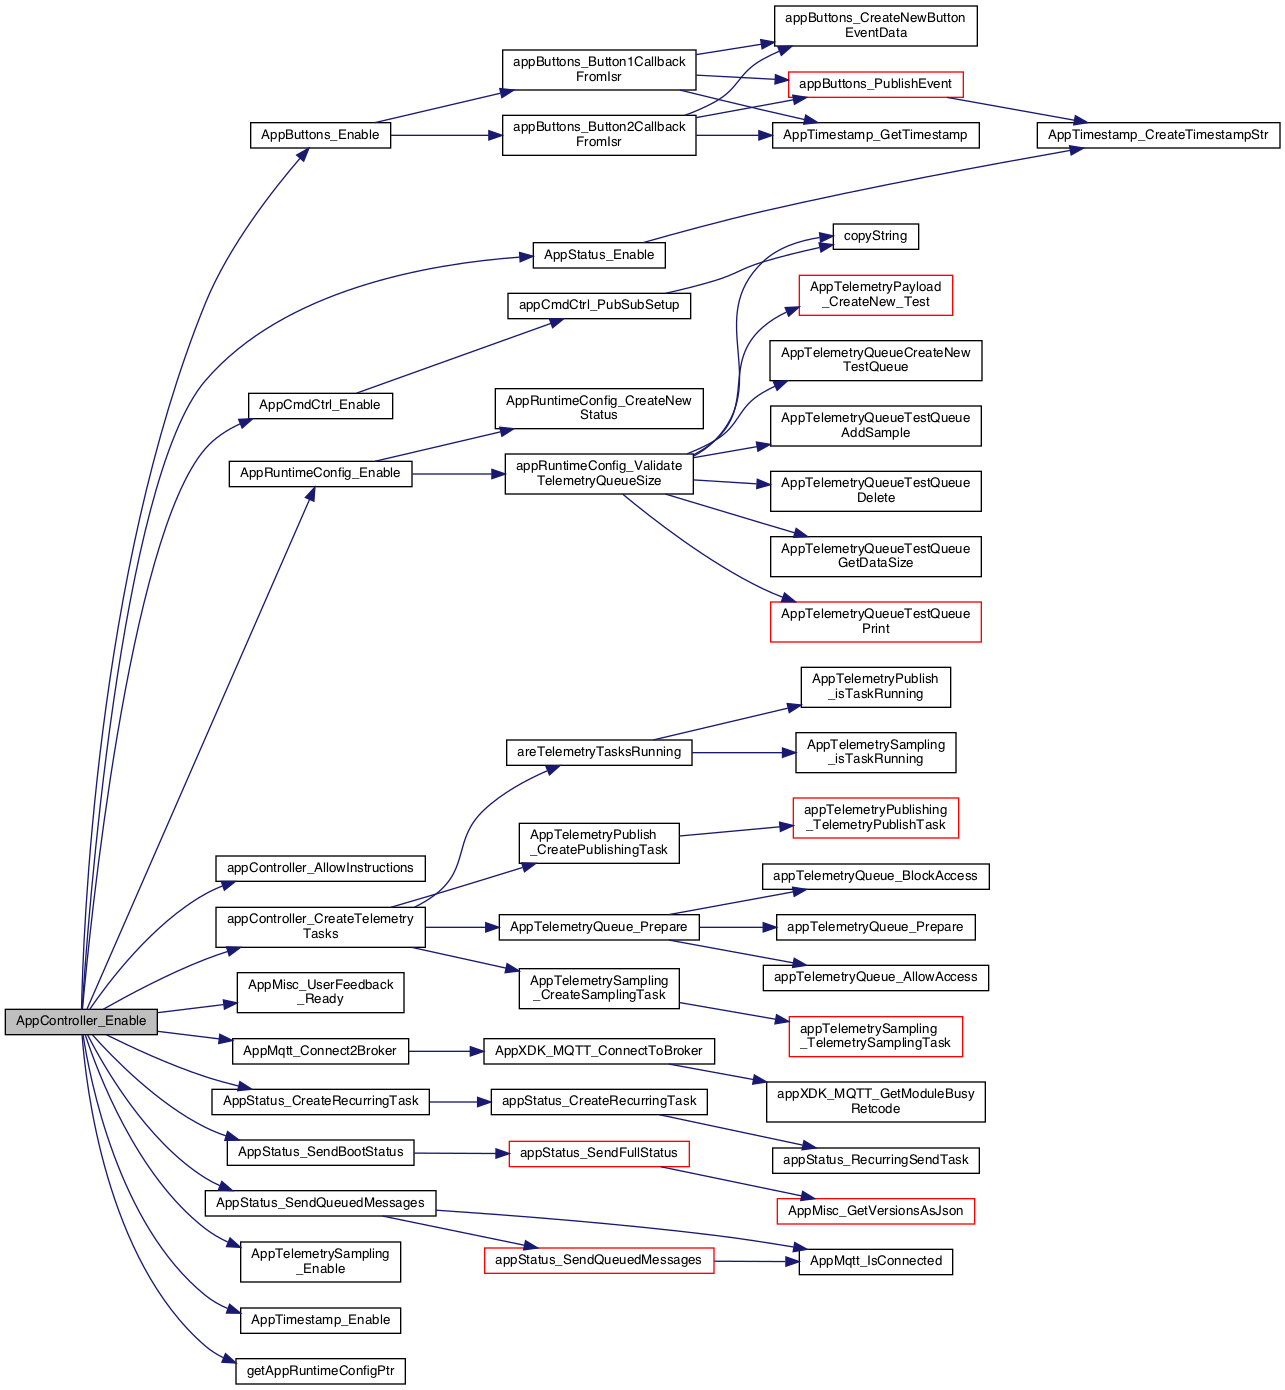 appButtons_CreateNewButton
EventData
appButtons_Button1Callback
FromIsr
appButtons_PublishEvent
AppButtons_Enable
appButtons_Button2Callback
FromIsr
AppTimestamp_GetTimestamp
AppTimestamp_CreateTimestampStr
copyString
AppStatus_Enable
AppTelemetryPayload
_CreateNew_Test
appCmdCtrl_PubSubSetup
AppTelemetryQueueCreateNew
TestQueue
AppCmdCtrl_Enable
AppRuntimeConfig_CreateNew
Status
AppTelemetryQueueTestQueue
AddSample
AppRuntimeConfig_Enable
appRuntimeConfig_Validate
TelemetryQueueSize
AppTelemetryQueueTestQueue
Delete
AppTelemetryQueueTestQueue
GetDataSize
AppTelemetryQueueTestQueue
Print
AppTelemetryPublish
_isTaskRunning
areTelemetryTasksRunning
AppTelemetrySampling
_isTaskRunning
appTelemetryPublishing
_TelemetryPublishTask
AppTelemetryPublish
_CreatePublishingTask
appController_AllowInstructions
appTelemetryQueue_BlockAccess
appController_CreateTelemetry
Tasks
AppTelemetryQueue_Prepare
appTelemetryQueue_Prepare
appTelemetryQueue_AllowAccess
AppMisc_UserFeedback
_Ready
AppTelemetrySampling
_CreateSamplingTask
AppController_Enable
appTelemetrySampling
_TelemetrySamplingTask
AppMqtt_Connect2Broker
AppXDK_MQTT_ConnectToBroker
appXDK_MQTT_GetModuleBusy
Retcode
AppStatus_CreateRecurringTask
appStatus_CreateRecurringTask
AppStatus_SendBootStatus
appStatus_SendFullStatus
appStatus_RecurringSendTask
AppStatus_SendQueuedMessages
AppMisc_GetVersionsAsJson
AppTelemetrySampling
_Enable
appStatus_SendQueuedMessages
AppMqtt_IsConnected
AppTimestamp_Enable
getAppRuntimeConfigPtr